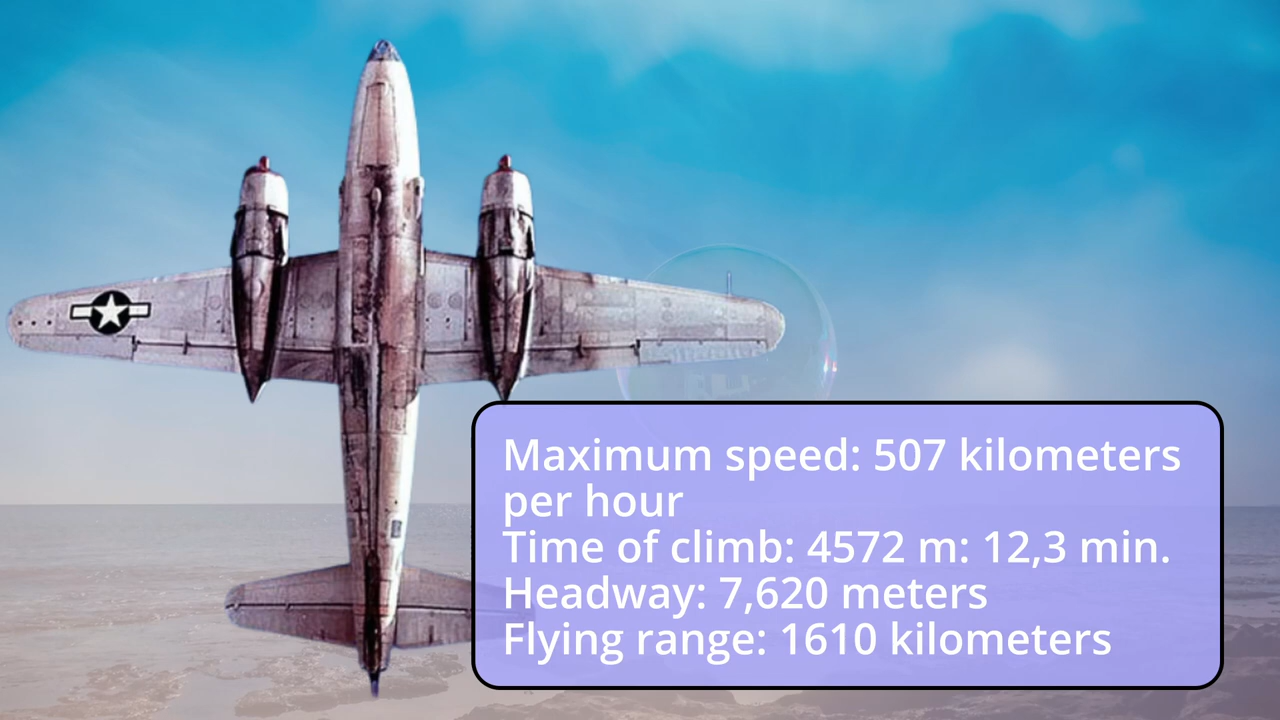 Maximum speed: 507 kilometers
per hour
Time of climb: 4572 m: 12,3 min.
Headway: 7,620 meters
Flying range: 1610 kilometers